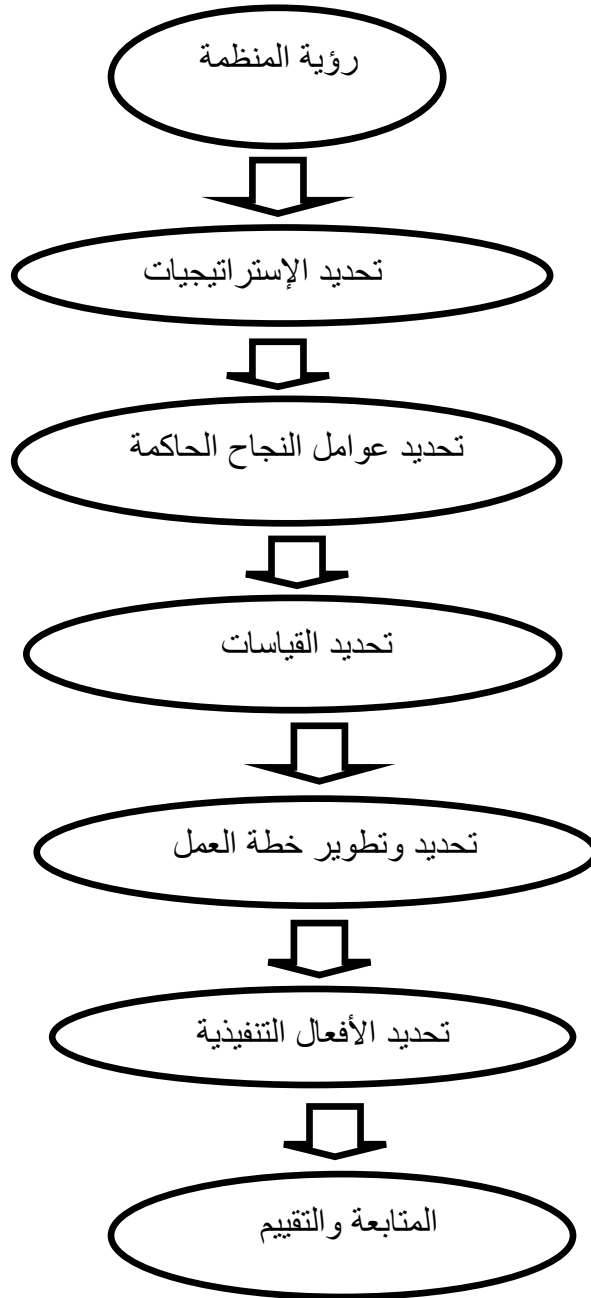 رؤية المنظمة
تحديد الإستراتيجيات
تحديد عوامل النجاح الحاكمة
تحديد القياسات
تحديد وتطوير خطة العمل
تحديد الأفعال التنفيذية
المتابعة والتقييم